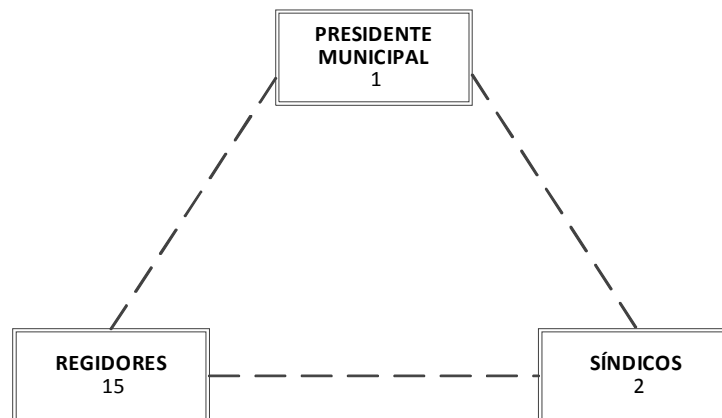 PRESIDENTE
MUNICIPAL
1
REGIDORES
15
SÍNDICOS
2